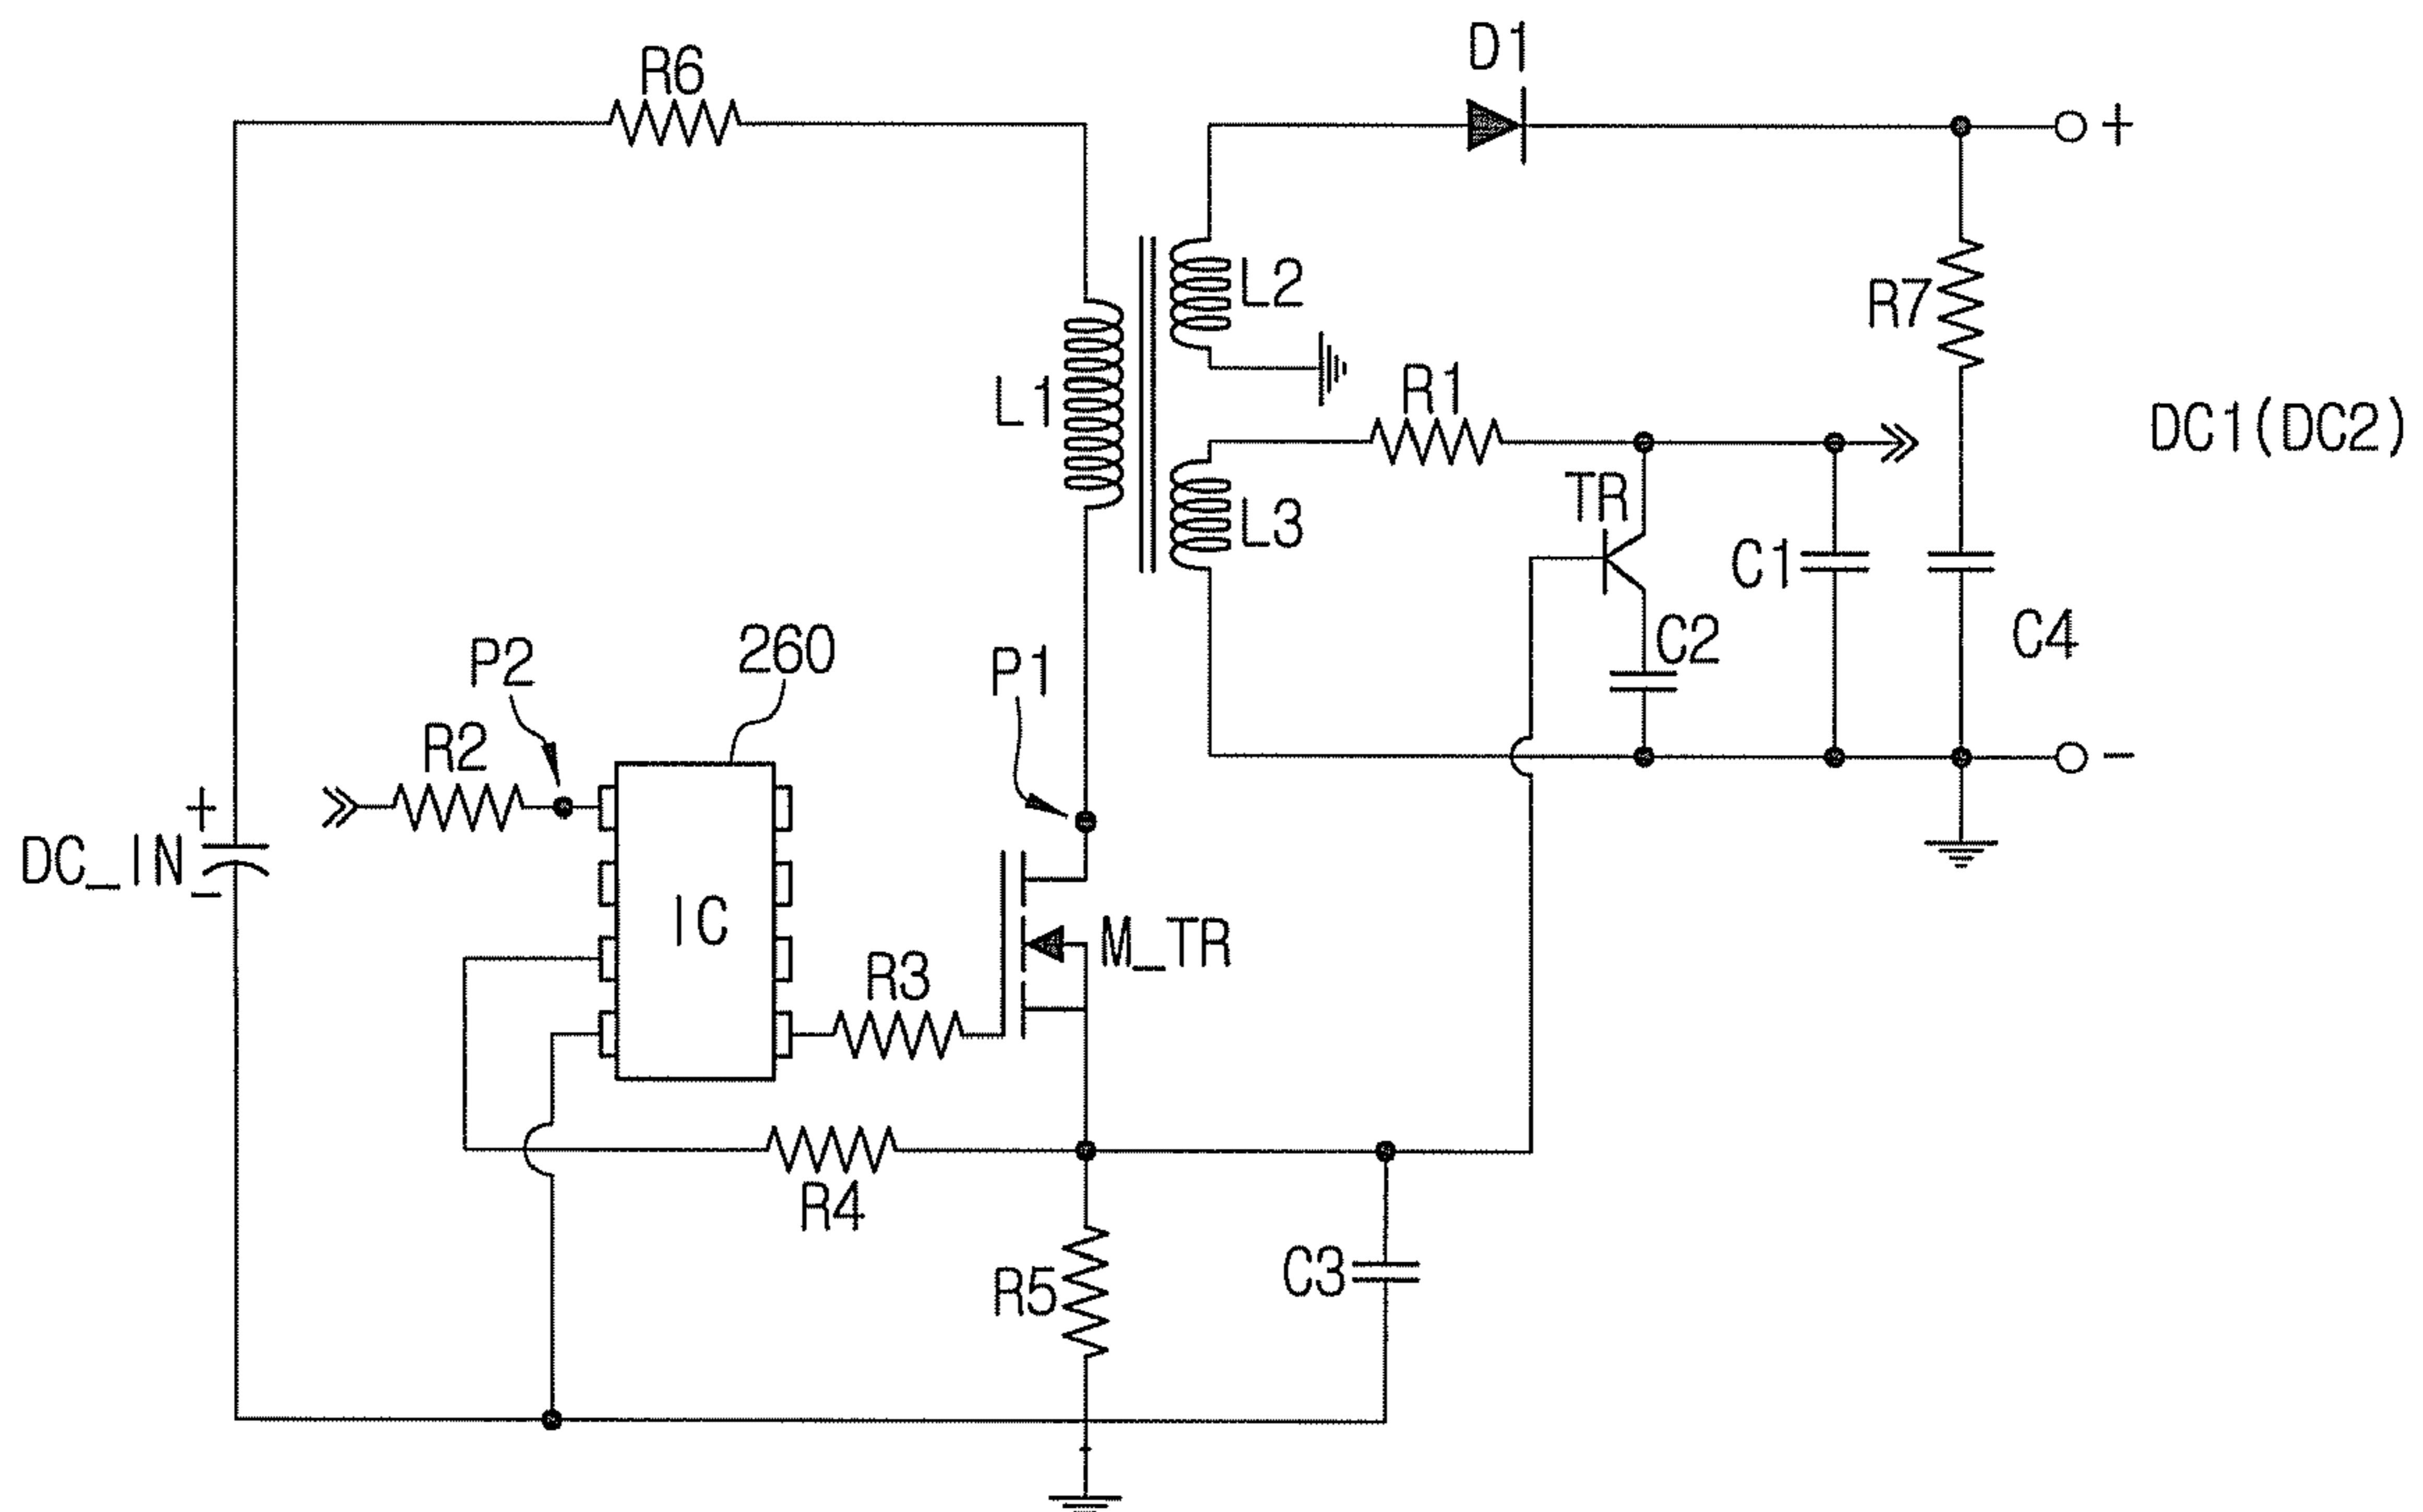 D1
R6
+
L2
R7
R1
L1
DC1(DC2)
TR
L3
C1
C2
C4
260
P2
P1
R2
-
+
DC_IN
-
IC
M_TR
R3
R4
R5
C3